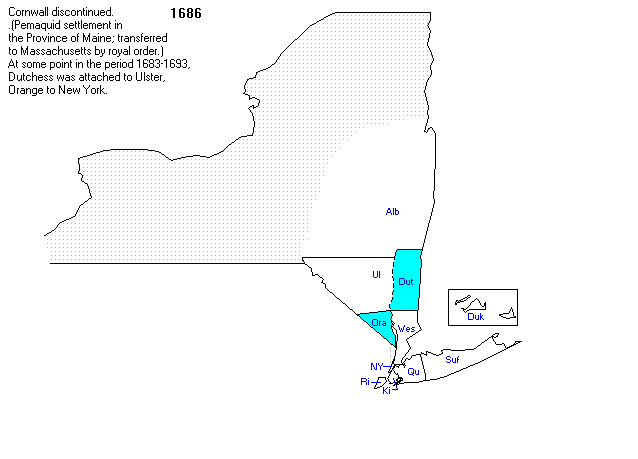 Cornwall discontinued.
1686
.(Pemaquid settlement in
the Province of Maine; transferred
to Massachusetts by royal order.)
At some point in the period 1683-1693,
Dutchess was attached to Ulster,
Orange to New York.
Alb
Ul
Dut
Duk
Ora
Wes
Suf
NY
Qu
Ri
Ki